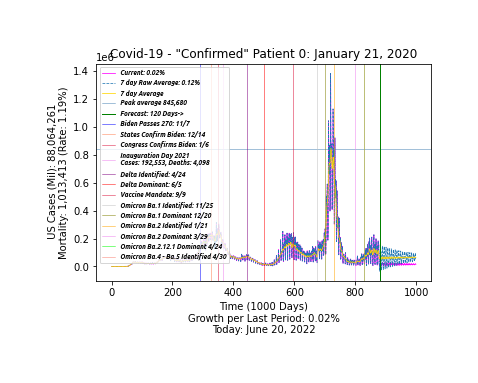 Covid-19 - "Confirmed" Patient 0: January 21, 2020
1e6
1.4
1.2
1.0
0.8
0.6
0.4
0.2
0.0
US Cases (Mil): 88,064,261
Mortality: 1,013,413 (Rate: 1.19%)
Current: 0.02%
7 day Raw Average: 0.12%
7 day Average
Peak average 845,680
Forecast: 120 Days->
Biden Passes 270: 11/7
States Confirm Biden: 12/14
Congress Confirms Biden: 1/6
Inauguration Day 2021
Cases: 192,553, Deaths: 4,098
Delta Identified: 4/24
Delta Dominant: 6/5
Vaccine Mandate: 9/9
Omicron Ba.1 Identified: 11/25
Omicron Ba.1 Dominant 12/20
Omicron Ba.2 Identified 1/21
Omicron Ba.2 Dominant 3/29
Omicron Ba.2.12.1 Dominant 4/24
Omicron Ba.4 - Ba.5 Identified 4/30
0 200 400 600 800 1000
Time (1000 Days)
Growth per Last Period: 0.02%
Today: June 20, 2022